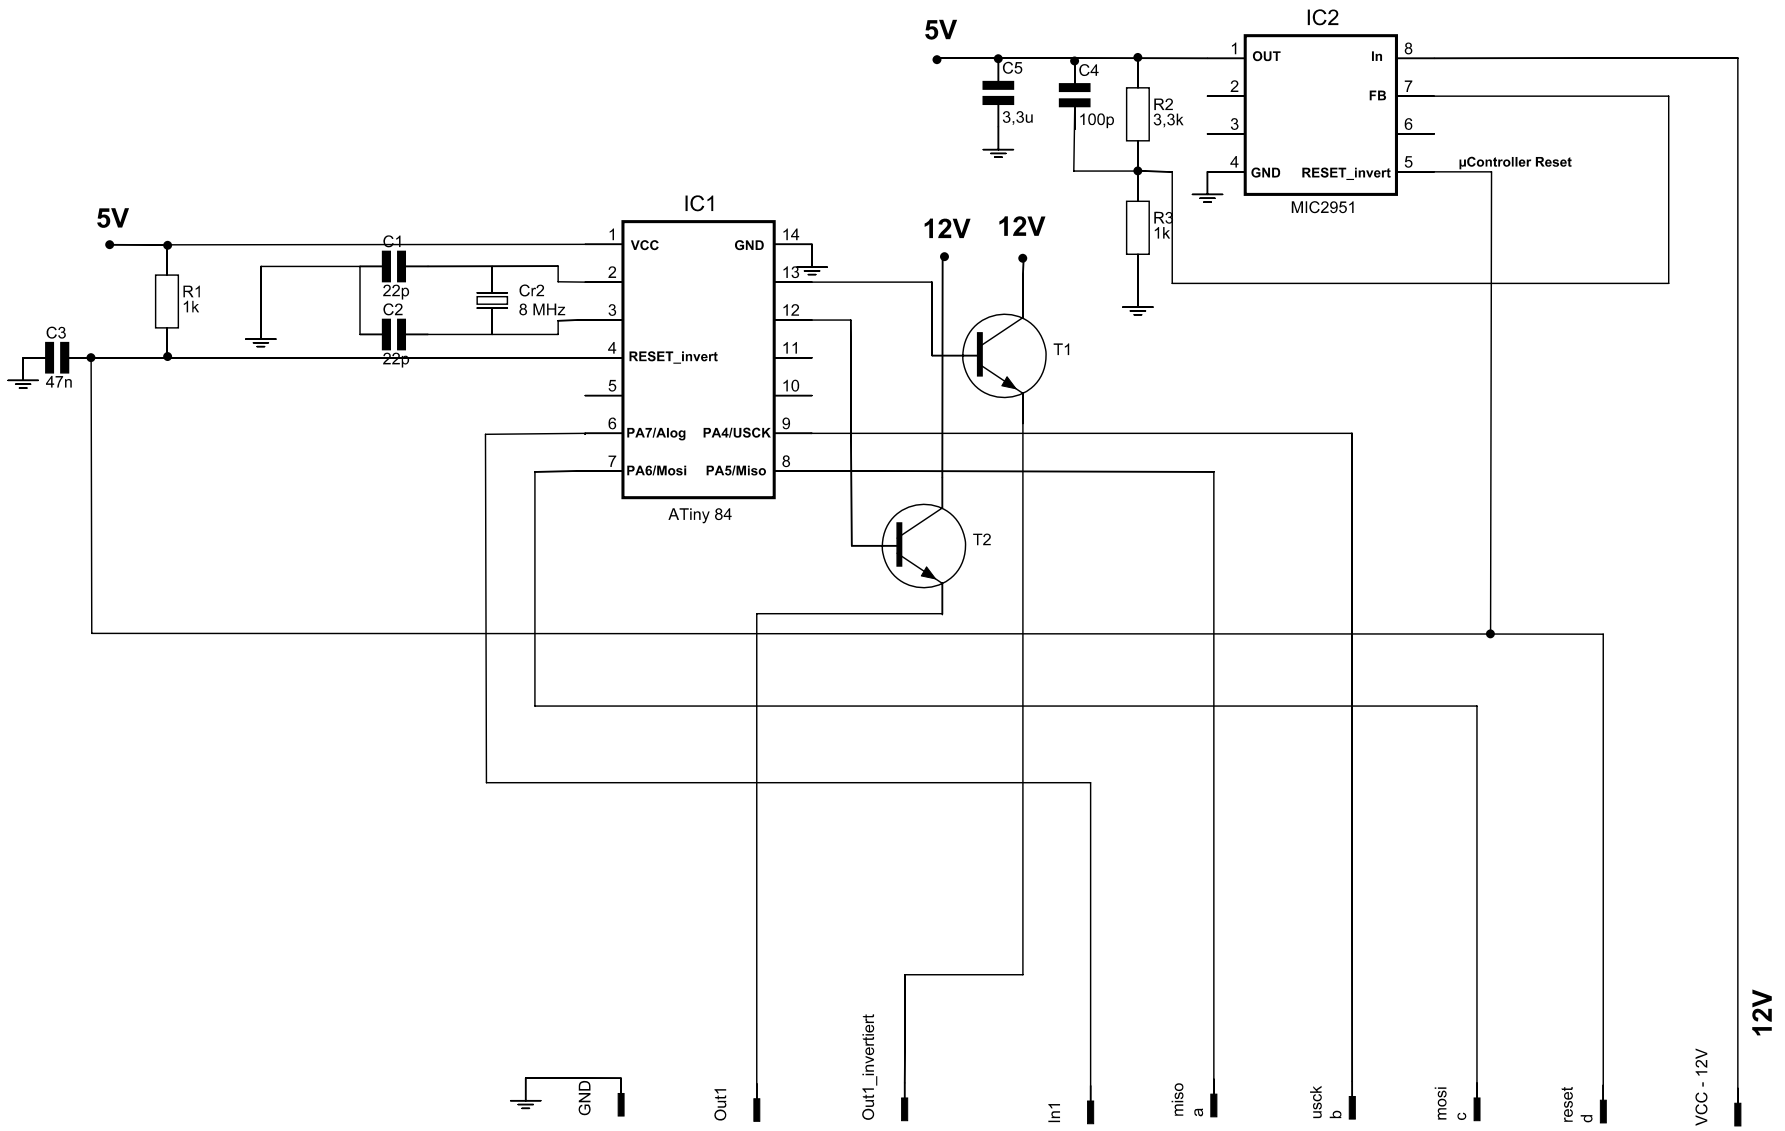 IC2
5V
1
OUT
In
8
C5
3,3u
C4
100p
R2
3,3k
2
FB
7
3
6
4
GND
RESET_invert
5
µController Reset
MIC2951
R3
1k
IC1
5V
12V
12V
1
VCC
GND
14
C1
22p
2
13
R1
1k
Cr2
8 MHz
C2
22p
3
12
C3
47n
4
RESET_invert
11
T1
5
10
6
PA7/Alog
PA4/USCK
9
7
PA6/Mosi
PA5/Miso
8
ATiny 84
T2
GND
Out1
Out1_invertiert
In1
miso
a
usck
b
mosi
c
reset
d
VCC - 12V
12V